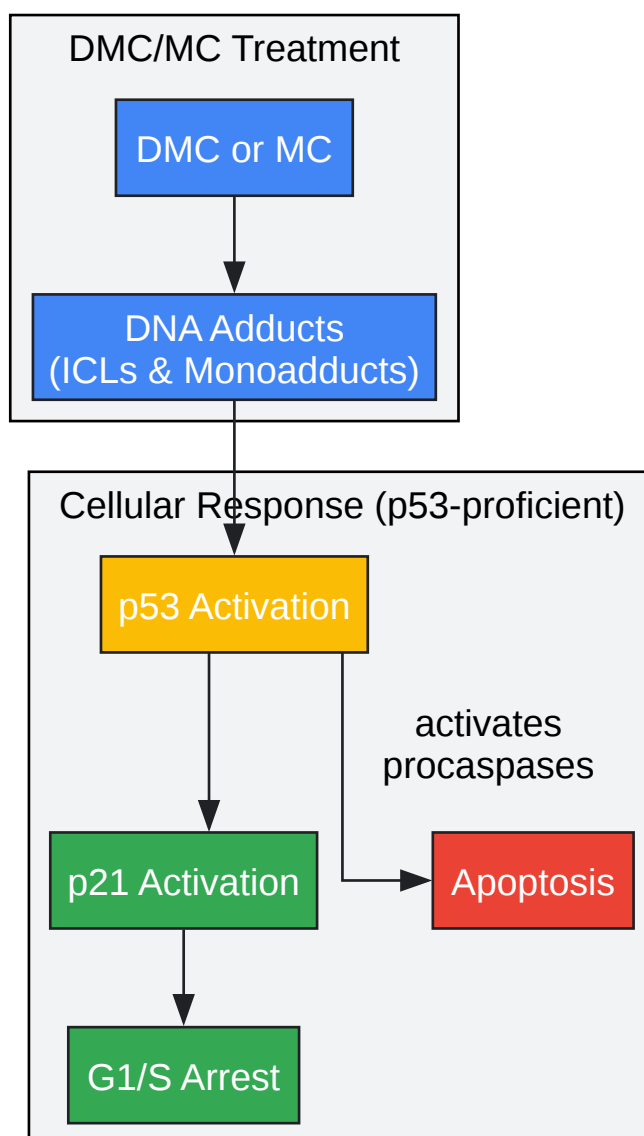 DMC/MC Treatment
DMC or MC
DNA Adducts
(ICLs & Monoadducts)
Cellular Response (p53-proficient)
p53 Activation
activates
procaspases
p21 Activation
Apoptosis
G1/S Arrest